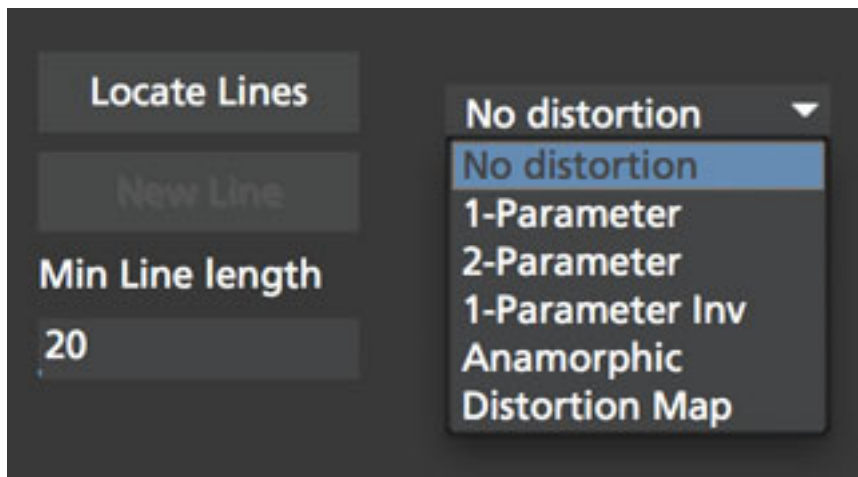 Locate Lines
New Line
Min Line length
20
No distortion
No distortion
1-Parameter
2-Parameter
1-Parameter Inv
Anamorphic
Distortion Map